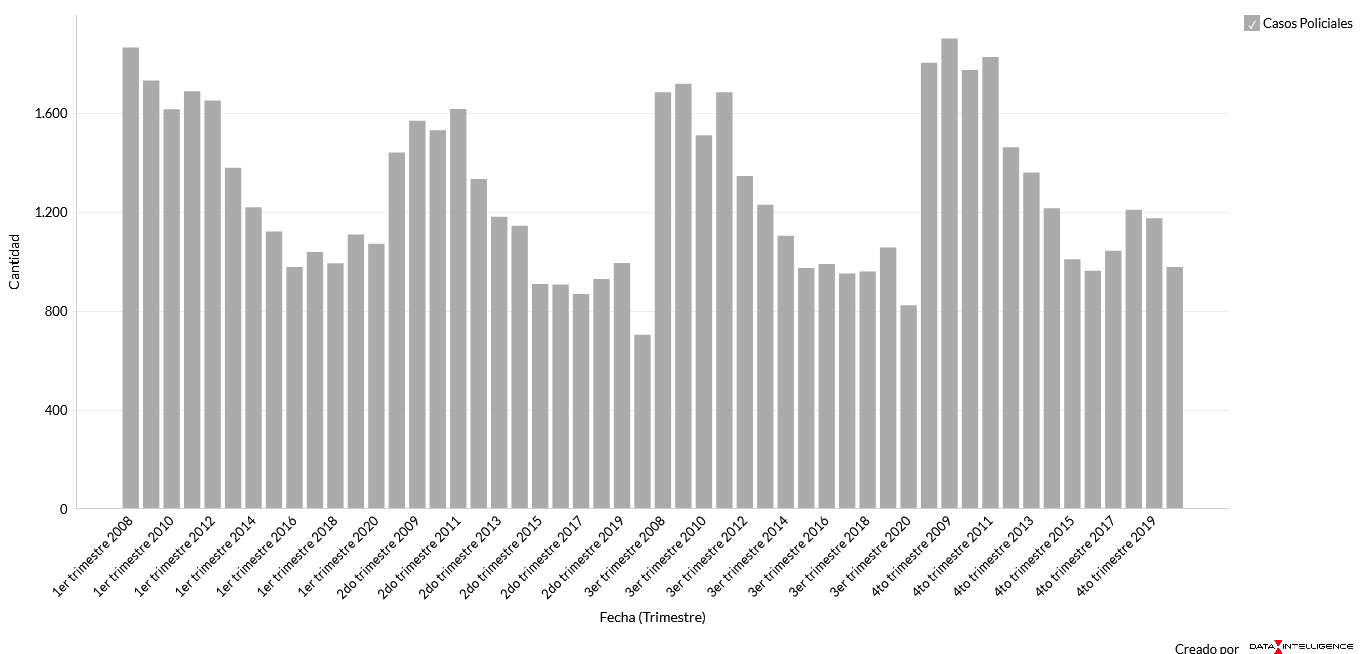 Casos Policiales
Cantidad
1.600
1.200
800
400
0
1er trimestre 2008
1er trimestre 2010
1er trimestre 2012
1er trimestre 2014
1er trimestre 2016
1er trimestre 2018
1er trimestre 2020
2do trimestre 2009
2do trimestre 2011
2do trimestre 2013
2do trimestre 2015
2do trimestre 2017
2do trimestre 2019
3er trimestre 2008
3er trimestre 2010
3er trimestre 2012
3er trimestre 2014
3er trimestre 2016
3er trimestre 2018
3er trimestre 2020
4to trimestre 2009
4to trimestre 2011
4to trimestre 2013
4to trimestre 2015
4to trimestre 2017
4to trimestre 2019
Fecha (Trimestre)
Creado por DATA INTELLIGENCE